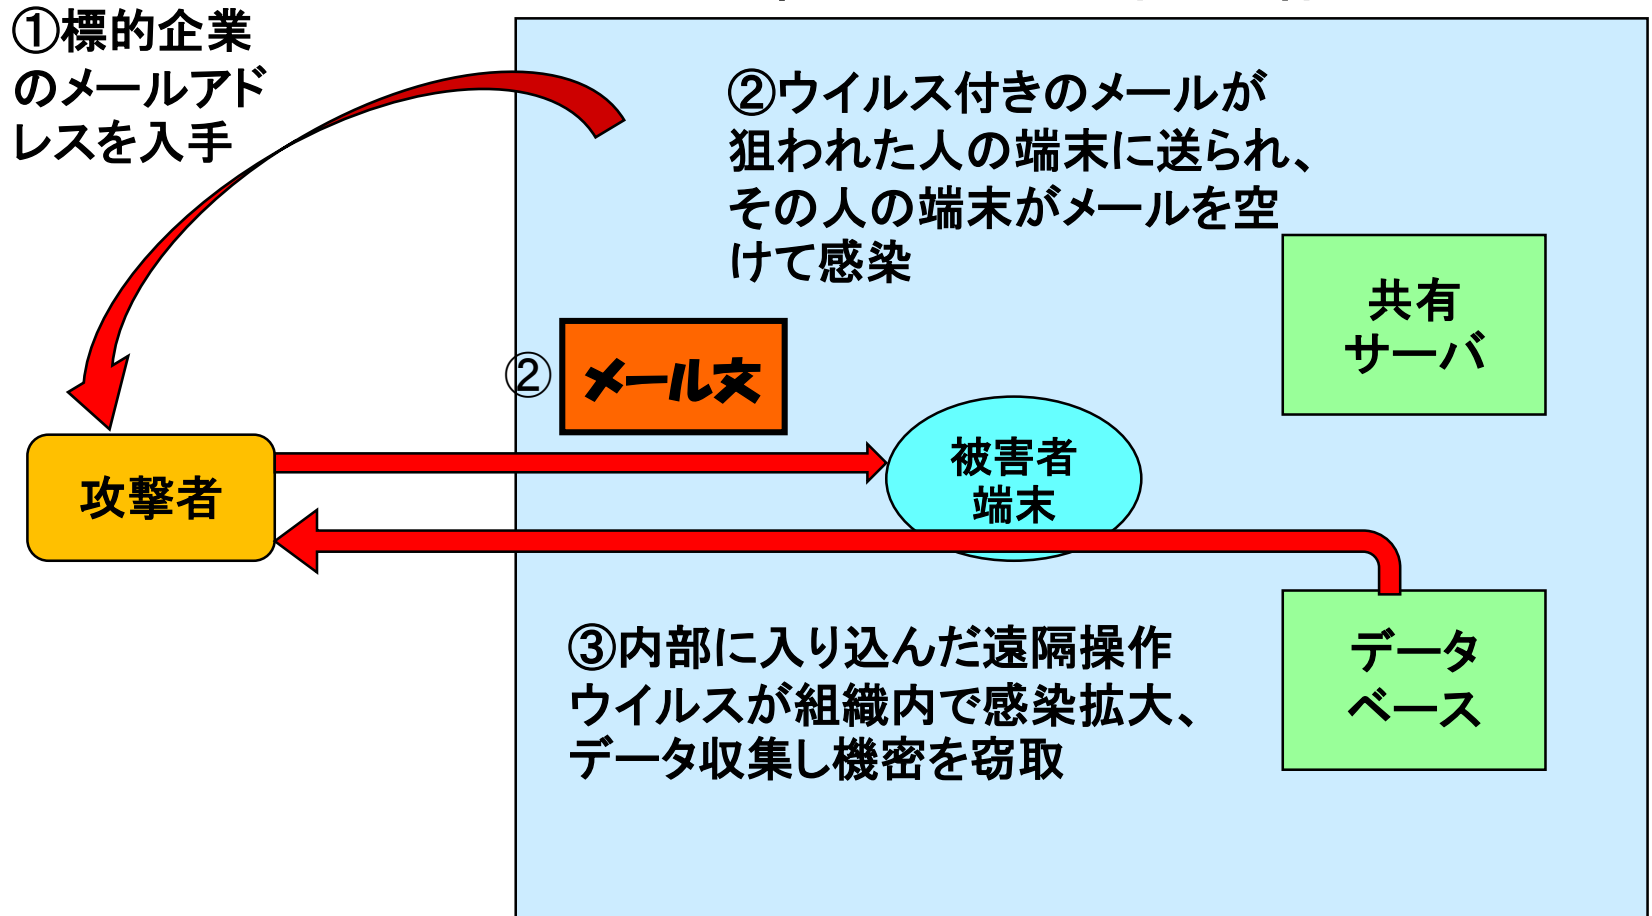 ①標的企業
のメールアド
レスを入手
②ウイルス付きのメールが
狙われた人の端末に送られ、
その人の端末がメールを空
けて感染
共有
サーバ
②
メール文
被害者
端末
攻撃者
③内部に入り込んだ遠隔操作
ウイルスが組織内で感染拡大、
データ収集し機密を窃取
データ
ベース